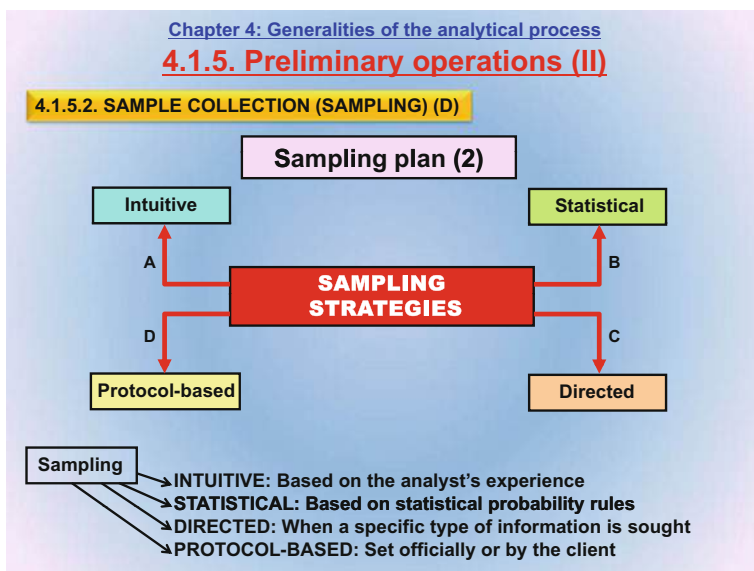 Chapter 4: Generalities of the analytical process
4.1.5. Preliminary operations (II)
4.1.5.2. SAMPLE COLLECTION (SAMPLING) (D)
Sampling plan (2)
Intuitive
Statistical
A
B
SAMPLING
STRATEGIES
D
C
Protocol-based
Directed
Sampling
INTUITIVE: Based on the analyst's experience
STATISTICAL: Based on statistical probability rules
DIRECTED: When a specific type of information is sought
PROTOCOL-BASED: Set officially or by the client